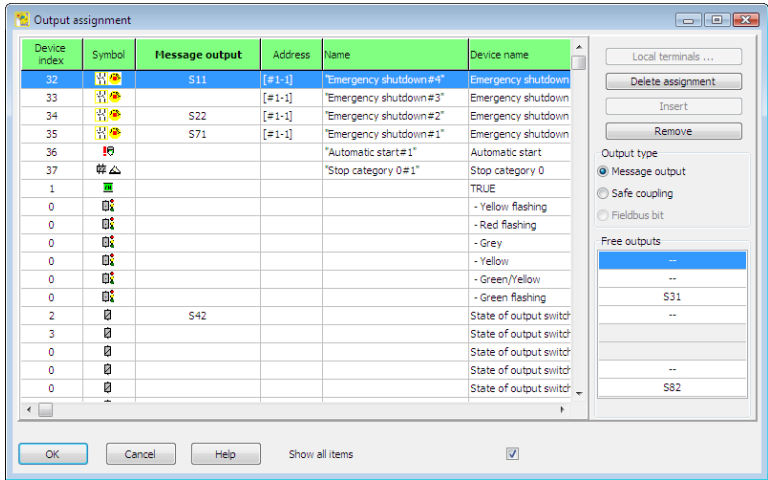 Output assignment
Device index Symbol Message output Address Name Device name
32 S11 [#1-1] "Emergency shutdown#4" Emergency shutdown
33 [#1-1] "Emergency shutdown#3" Emergency shutdown
34 S22 [#1-1] "Emergency shutdown#2" Emergency shutdown
35 S71 [#1-1] "Emergency shutdown#1" Emergency shutdown
36 "Automatic start#1" Automatic start
37 "Stop category 0#1" Stop category 0
1 TRUE
0 - Yellow flashing
0 - Red flashing
0 - Grey
0 - Yellow
0 - Green/Yellow
0 - Green flashing
2 S42 State of output switch
3 State of output switch
0 State of output switch
0 State of output switch
0 State of output switch
Local terminals ...
Delete assignment
Insert
Remove
Output type
Message output
Safe coupling
Fieldbus bit
Free outputs
--
--
S31
--
--
S82
OK Cancel Help Show all items